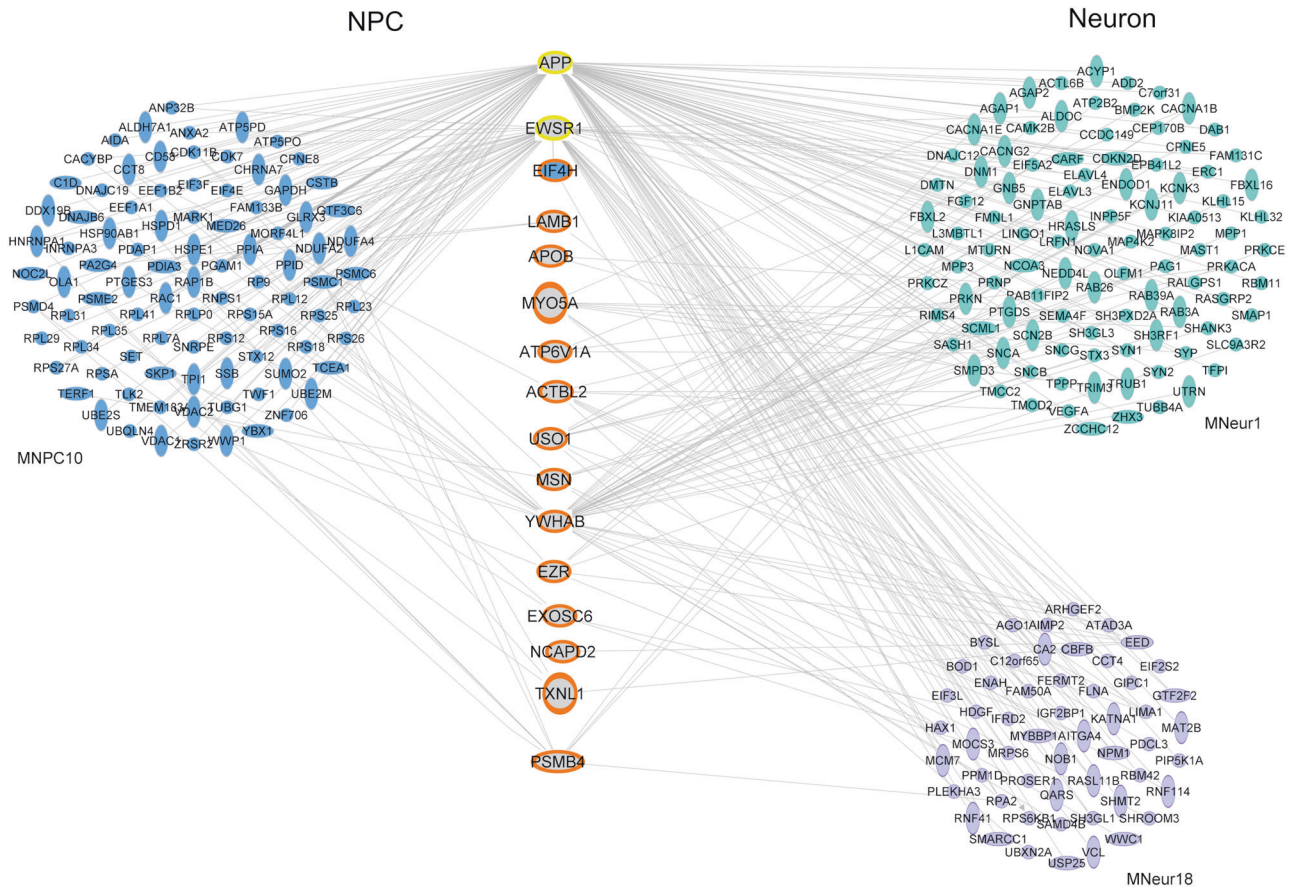 NPC
Neuron
APP
EWSR1
EIF4H
LAMB1
APOB
MYO5A
ATP6V1A
ACTBL2
USO1
MSN
YWHAB
EZR
EXOSC6
NCAPD2
TXNL1
PSMB4
ANP32B
ALDH7A1
ATP5PD
AIDA
ANXA2
ATP5PO
CACYBP
CD58
CDK11B
CDK7
CPNE8
CCT8
CHRNA7
C1D
DNAJC19
EEF1B2
EIF3F
EIF4E
GAPDH
CSTB
DDX19B
DNAJB6
EEF1A1
MARK1
FAM133B
GLRX3
GTF3C6
HSP90AB1
HSPD1
MED26
MORF4L1
HNRNPA1
HNRNPA3
PDAP1
HSPE1
PPIA
NDUFA2
NDUFA4
NOC2L
PA2G4
PDIA3
PGAM1
PPID
OLA1
PTGES3
RAP1B
RP9
PSMC1
PSMC6
PSMD4
PSME2
RAC1
RNPS1
RPL12
RPL23
RPL31
RPL41
RPLP0
RPS15A
RPS25
RPL29
RPL35
RPL7A
RPS12
RPS16
RPS26
RPL34
SNRPE
RPS18
RPS27A
RPSA
SET
STX12
TCEA1
SKP1
TPI1
SSB
SUMO2
TERF1
TLK2
TWF1
UBE2M
UBE2S
TMEM183A
VDAC2
TUBG1
ZNF706
UBQLN4
VDAC1
ZRSR2
WWP1
YBX1
MNPC10
ACYP1
ACTL6B
ADD2
AGAP2
C7orf31
AGAP1
ALDOC
ATP2B2
BMP2K
CACNA1B
CACNA1E
CAMK2B
CCDC149
CEP170B
DAB1
DNAJC12
CACNG2
CPNE5
DNM1
EIF5A2
CARF
CDKN2D
EPB41L2
FAM131C
DMTN
GNB5
ELAVL4
ENDOD1
ERC1
FGF12
GNPTAB
ELAVL3
KCNK3
FBXL16
FBXL2
FMNL1
HRASLS
INPP5F
KCNJ11
KLHL15
L3MBTL1
LINGO1
KIAA0513
KLHL32
L1CAM
MTURN
LRFN1
NOVA1
MAP4K2
MAPK8IP2
MPP1
MAST1
PRKCE
MPP3
NCOA3
NEDD4L
OLFM1
PAG1
PRKACA
PRKCZ
PRNP
RAB26
RALGPS1
RBM11
PRKN
RAB11FIP2
RAB39A
RASGRP2
RIMS4
PTGDS
SEMA4F
SH3PXD2A
RAB3A
SMAP1
SCML1
SCN2B
SH3GL3
SH3RF1
SHANK3
SASH1
SNCA
SNCG
STX3
SYN1
SYP
SLC9A3R2
SMPD3
SNCB
SYN2
TFPI
TMCC2
TPPP
TRIM3
TRUB1
UTRN
TMOD2
VEGFA
TUBB4A
ZHX3
ZCCHC12
MNeur1
ARHGEF2
AGO1
AIMP2
ATAD3A
BYSL
CA2
CBFB
EED
C12orf65
CCT4
BOD1
EIF2S2
ENAH
FERMT2
GIPC1
EIF3L
FAM50A
FLNA
GTF2F2
HDGF
IGF2BP1
LIMA1
HAX1
IFRD2
KATNA1
MAT2B
MOCS3
MYBBP1A
ITGA4
PDCL3
MCM7
MRPS6
NOB1
NPM1
PIP5K1A
PPM1D
PROSER1
RASL11B
RBM42
PLEKHA3
RPA2
QARS
SHMT2
RNF114
RNF41
RPS6KB1
SH3GL1
SHROOM3
SAMD4B
SMARCC1
WWC1
UBXN2A
VCL
USP25
MNeur18